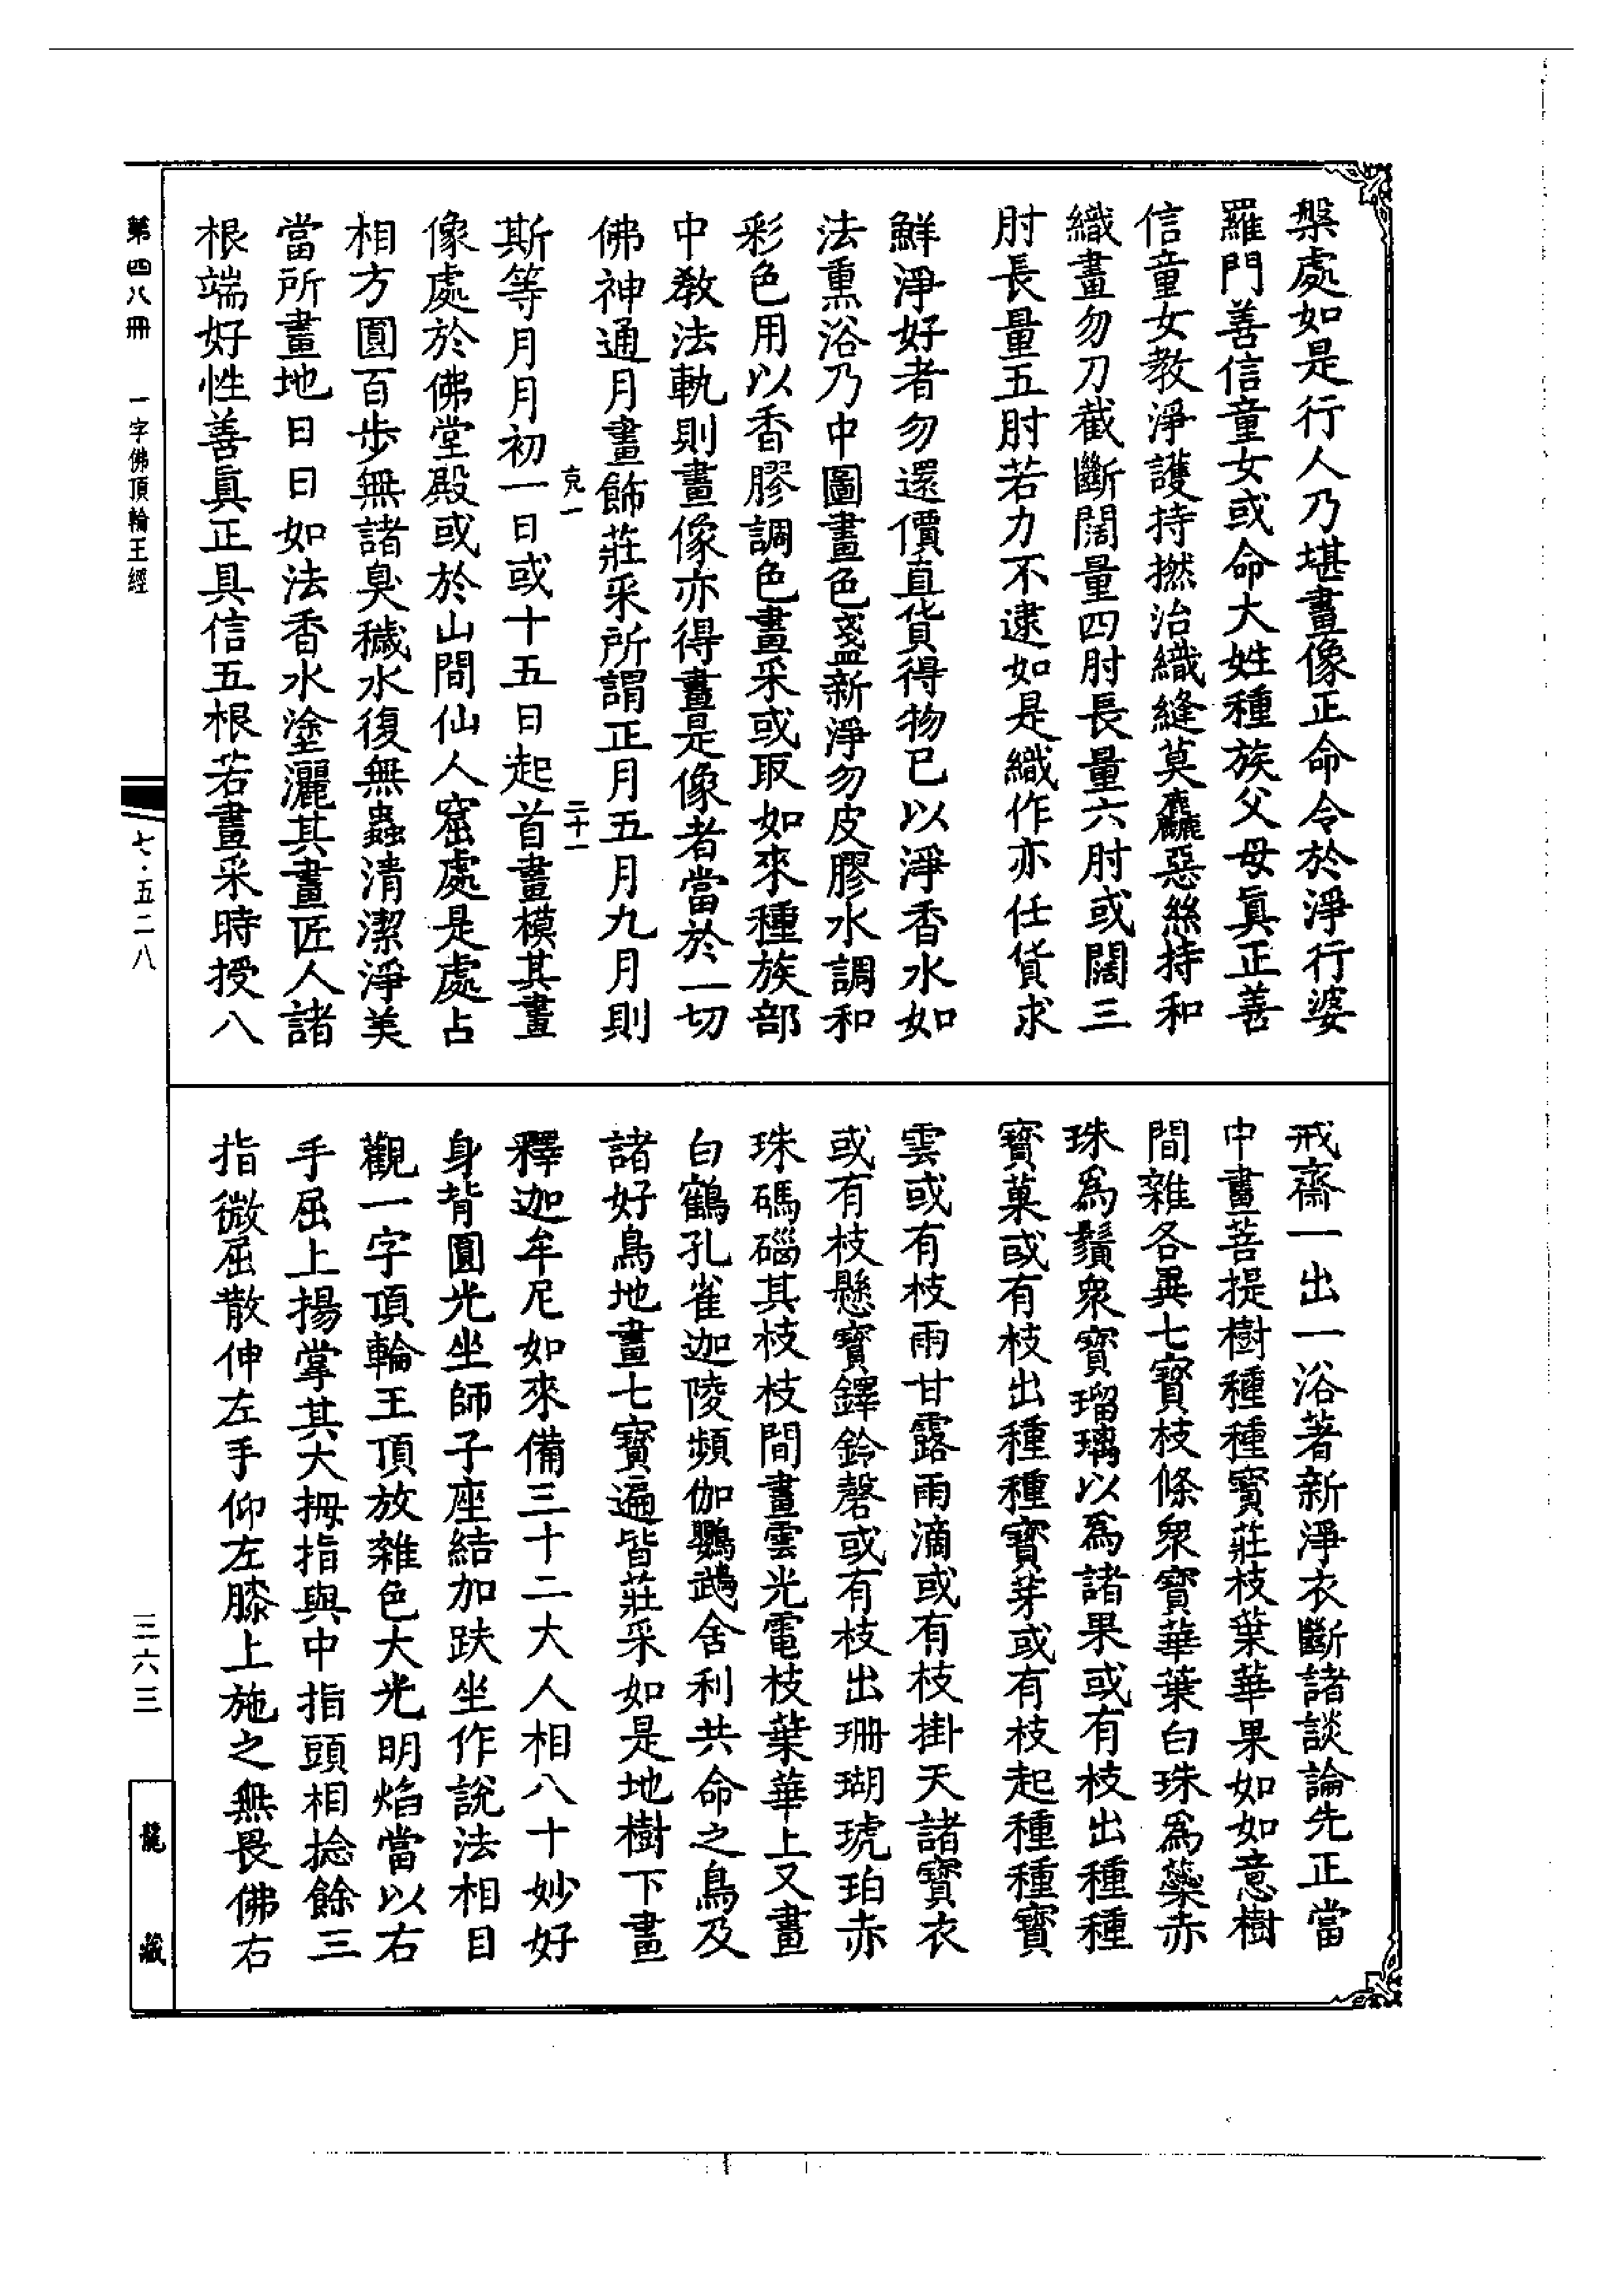 槃處如是行人乃堪畫像正命令於淨行婆
羅門善信童女或命大姓種族父母眞正善
信童女教淨護持撚治織縫莫麤惡絲持和
織畫勿刀截斷闊量四肘長量六肘或闊三
肘長量五肘若力不逮如是織作亦任貨求
鮮淨好者勿還價直貨得物已以淨香水如
法熏浴乃中圖畫色盞新淨勿皮膠水調和
彩色用以香膠調色畫采或取如來種族部
中教法軌則畫像亦得畫是像者當於一切
佛神通月畫飾莊采所謂正月五月九月則
克一
二十一
斯等月月初一日或十五日起首畫模其畫
像處於佛堂殿或於山間仙人窟處是處占
相方圓百步無諸臭穢水復無蟲清潔淨美
當所畫地日日如法香水塗灑其畫匠人諸
根端好性善眞正具信五根若畫采時授八
戒齋一出一浴著新淨衣斷諸談論先正當
中畫菩提樹種種寶莊枝葉華果如如意樹
間雜各異七寶枝條衆寶華葉白珠為蘂赤
珠為鬚衆寶瑠璃以為諸果或有枝出種種
寶菓或有枝出種種寶芽或有枝起種種寶
雲或有枝雨甘露雨滴或有枝掛天諸寶衣
或有枝懸寶鐸鈴磬或有枝出珊瑚琥珀赤
珠碼碯其枝枝間畫雲光電枝葉華上又畫
白鶴孔雀迦陵頻伽鸚鵡舍利共命之鳥及
諸好鳥地畫七寶遍皆莊采如是地樹下畫
釋迦牟尼如來備三十二大人相八十妙好
身背圓光坐師子座結加趺坐作說法相目
觀一字頂輪王頂放雜色大光明焰當以右
手屈上揚掌其大拇指與中指頭相捻餘三
指微屈散伸左手仰左膝上施之無畏佛右
第四八冊 一字佛頂輪王經
七·五二八
三六三
龍藏